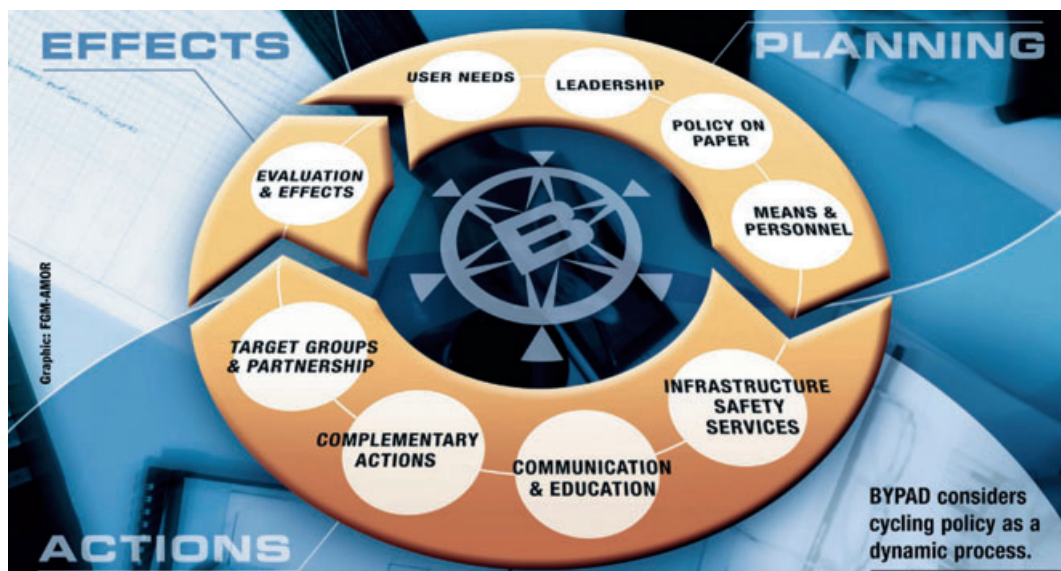 EFFECTS
PLANNING
USER NEEDS
LEADERSHIP
POLICY ON
PAPER
MEANS &
PERSONNEL
EVALUATION
& EFFECTS
B
TARGET GROUPS
& PARTNERSHIP
COMPLEMENTARY
ACTIONS
COMMUNICATION
& EDUCATION
INFRASTRUCTURE
SAFETY
SERVICES
Graphic: FGM-AMOR
ACTIONS
BYPAD considers
cycling policy as a
dynamic process.